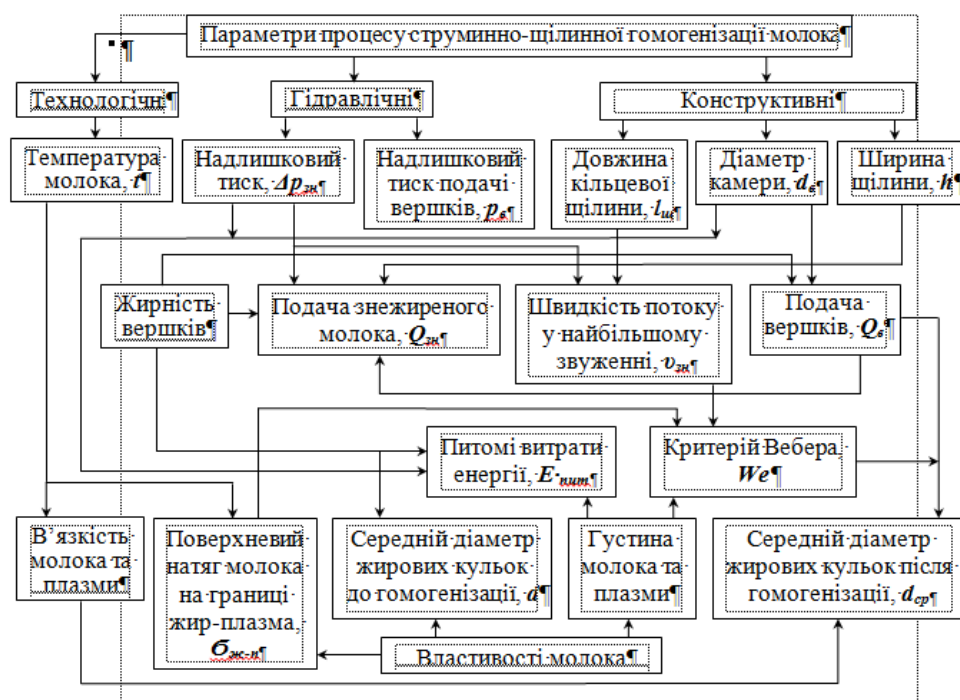 Параметри процесу струминно-щілинної гомогенізації молока¶
▪ ¶
Технологічн¶
Гідравлічні¶
Конструктивні¶
Температура
молока, t¶
Надлишковий
тиск, Δpзн¶
Надлишковий
тиск подачі
вершків, pв¶
Довжина
кільцевої
щілини, lщ¶
Діаметр
камери, dв¶
Ширина
щілини, h¶
Жирність
вершків¶
Подача знежиреного
молока, Qзн¶
Швидкість потоку
у найбільшому
звуженні, υзн¶
Подача
вершків, Qв¶
Питомі витрати
енергії, E пит¶
Критерій Вебера,
We¶
В’язкість
молока та
плазми¶
Поверхневий
натяг молока
на границі
жир-плазма,
бж-п¶
Середній діаметр
жирових кульок
до гомогенізації, d¶
Густина
молока та
плазми¶
Середній діаметр
жирових кульок після
гомогенізації, dср¶
Властивості молока¶